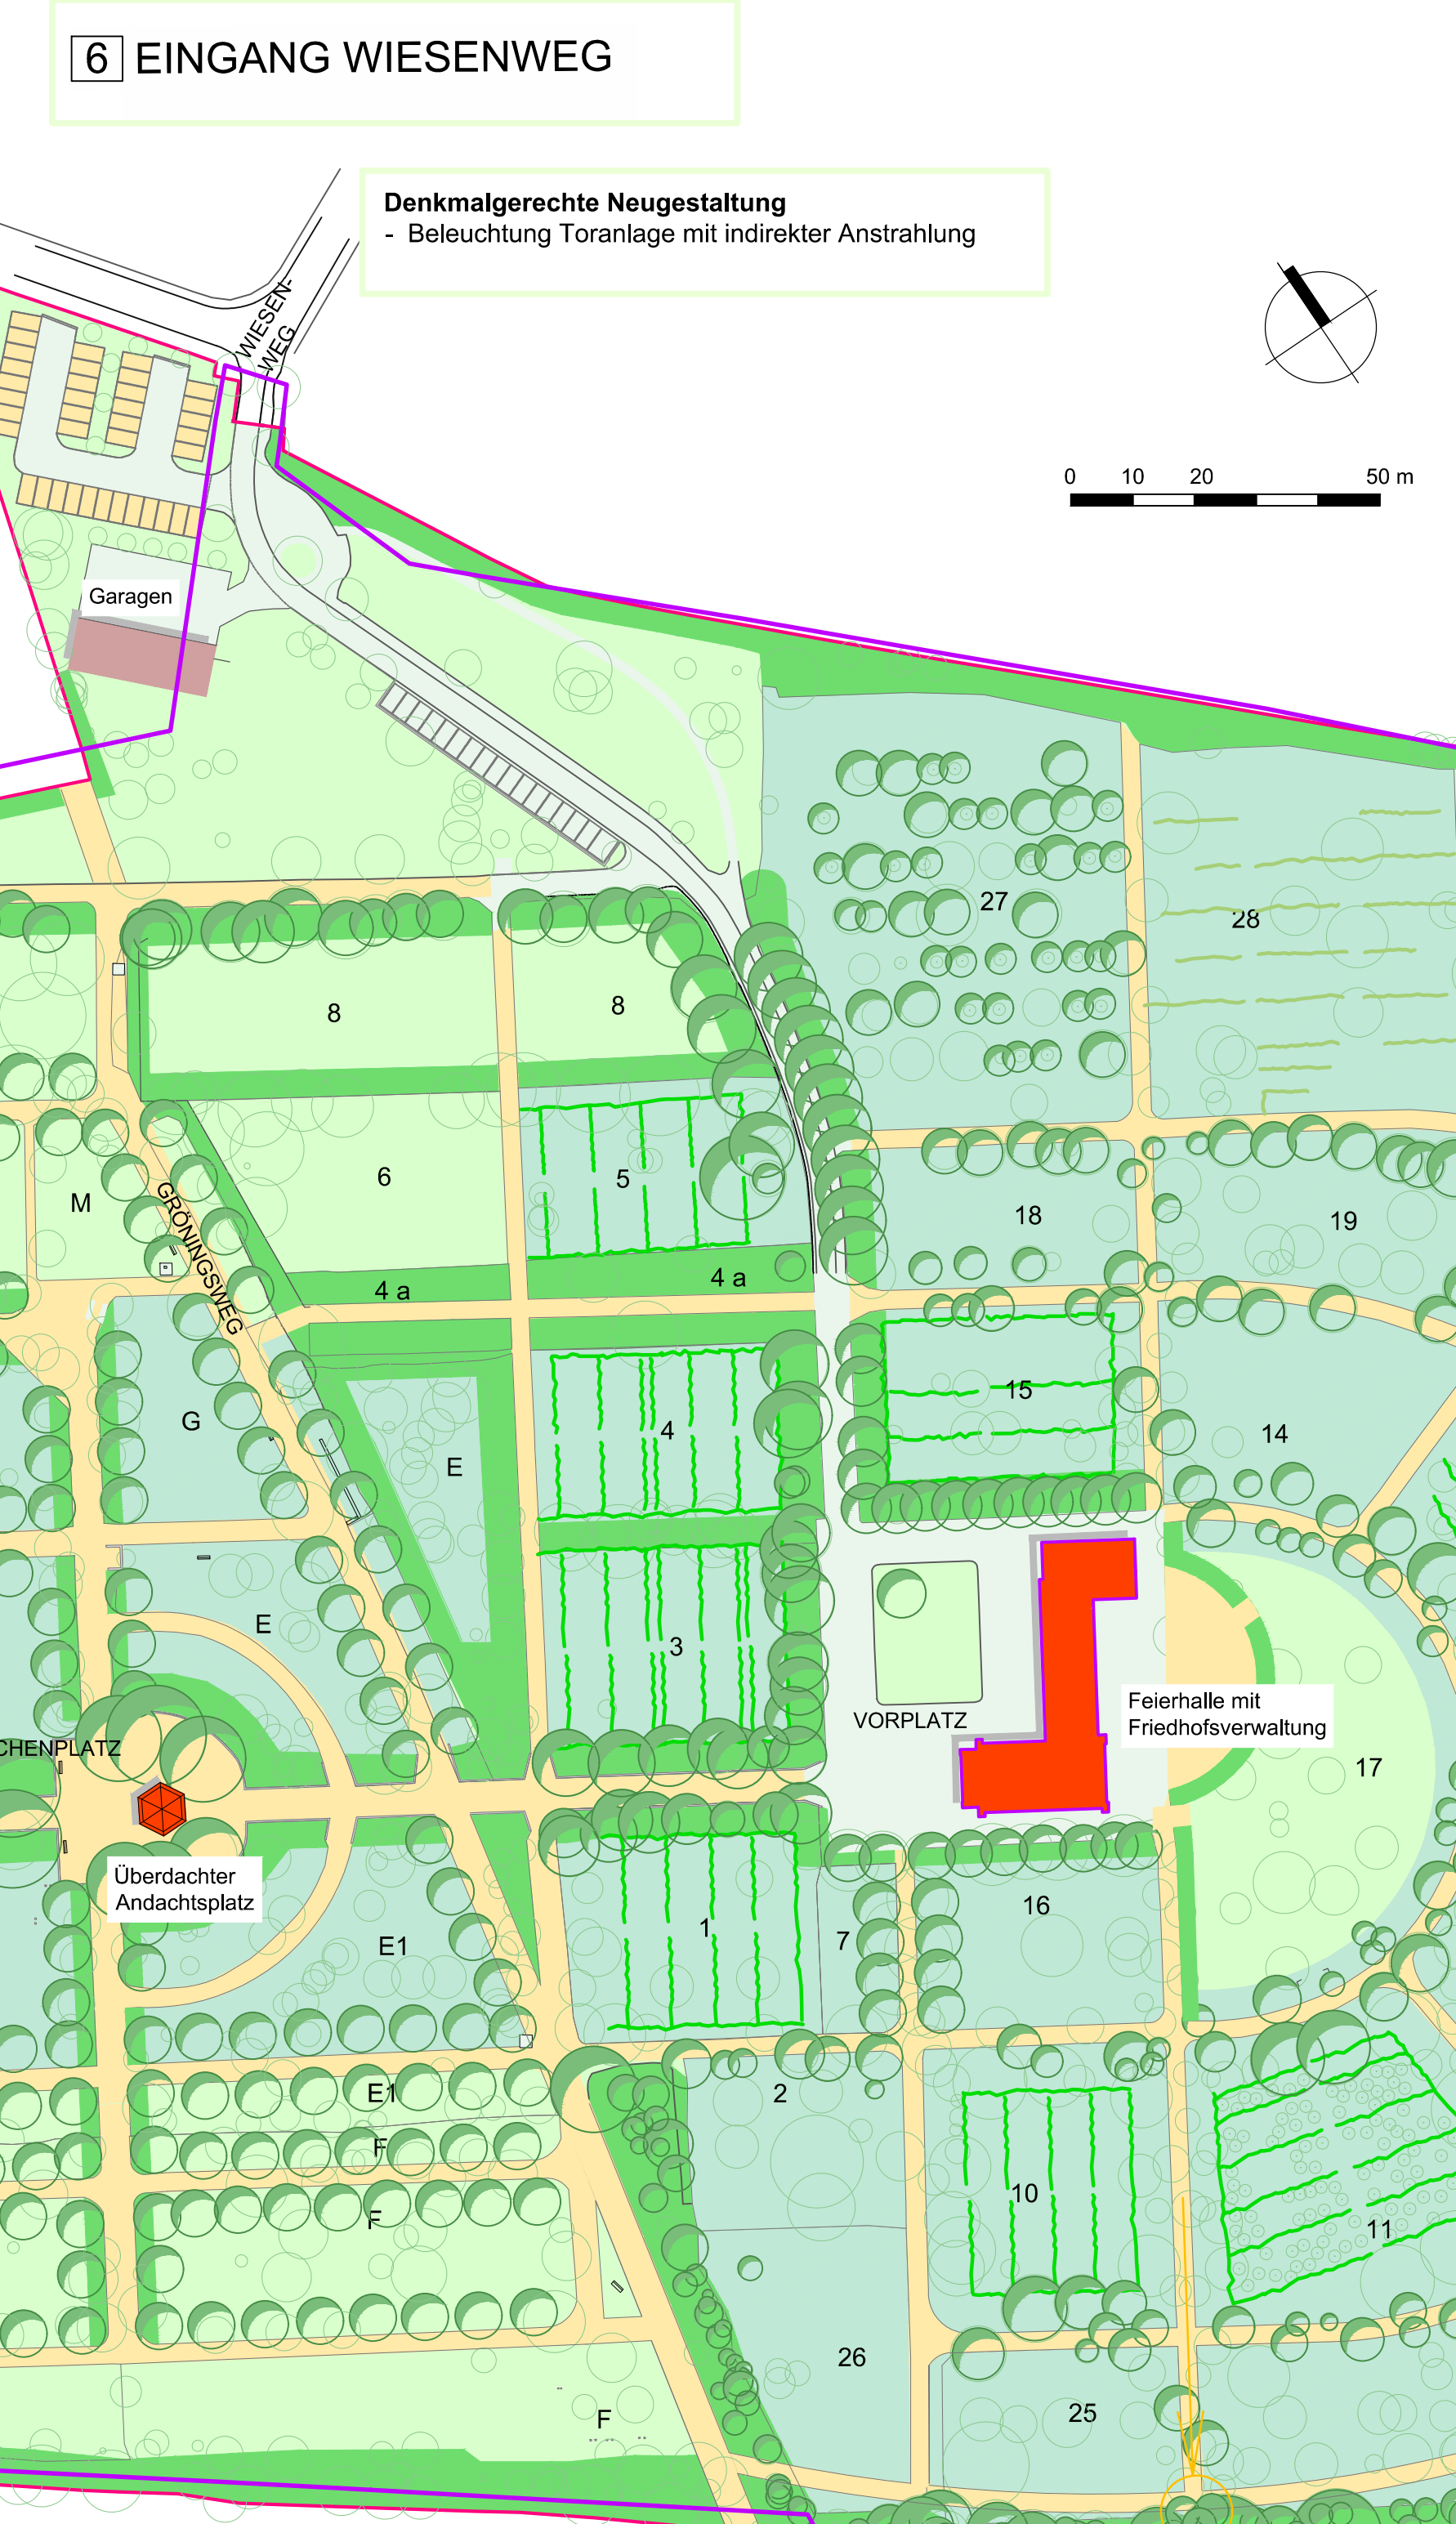 6 EINGANG WIESENWEG
Denkmalgerechte Neugestaltung
- Beleuchtung Toranlage mit indirekter Anstrahlung
WIESEN-
WEG
0 10 20 50 m
Garagen
27
28
8
8
6
5
M
18
19
GRÖNINGSWEG
4 a
4 a
15
G
4
14
E
E
3
Feierhalle mit
Friedhofsverwaltung
VORPLATZ
CHENPLATZ
17
Überdachter
Andachtsplatz
16
1
7
E1
E1
2
F
10
F
11
26
25
F